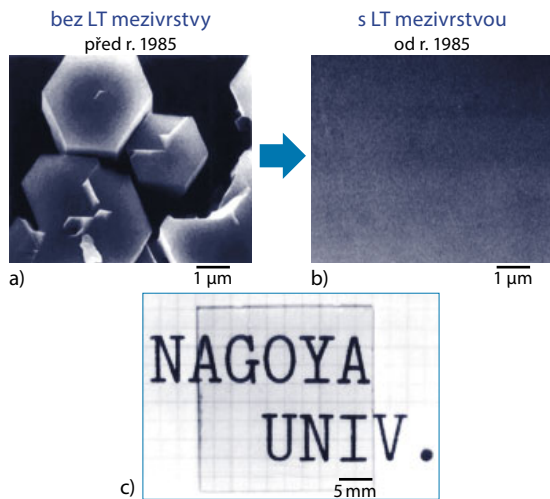 bez LT mezivrstvy
před r. 1985
s LT mezivrstvou
od r. 1985
a)
1 µm
b)
1 µm
NAGOYA
UNIV.
c)
5 mm